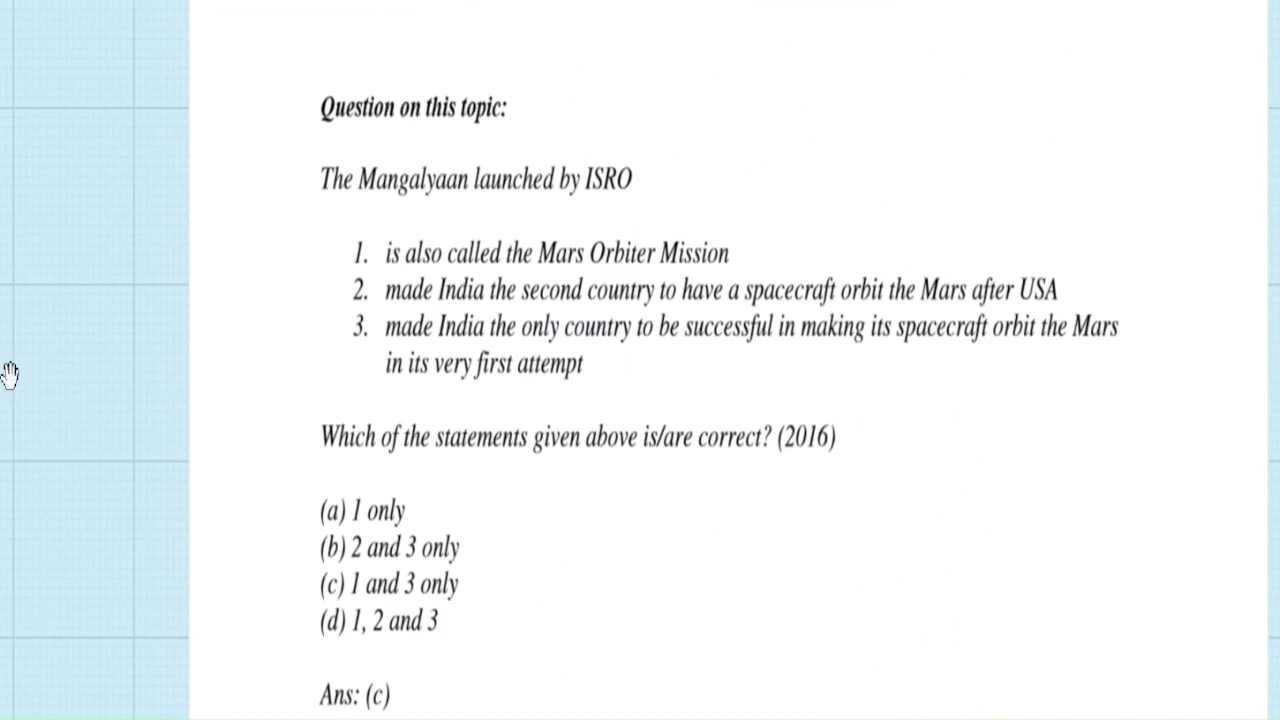 Question on this topic:
The Mangalyaan launched by ISRO
1. is also called the Mars Orbiter Mission
2. made India the second country to have a spacecraft orbit the Mars after USA
3. made India the only country to be successful in making its spacecraft orbit the Mars
in its very first attempt
Which of the statements given above is/are correct? (2016)
(a) 1 only
(b) 2 and 3 only
(c) 1 and 3 only
(d) 1, 2 and 3
Ans: (c)